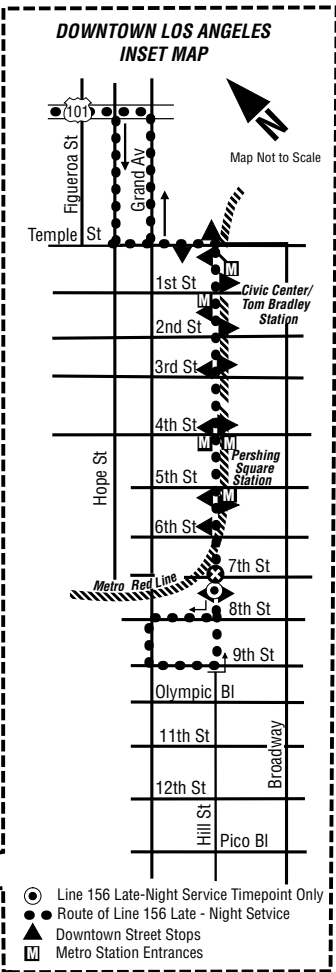 DOWNTOWN LOS ANGELES
INSET MAP
101
Figueroa St
Grand Av
N
Map Not to Scale
Temple St
M
1st St
Civic Center/
Tom Bradley
Station
M
2nd St
3rd St
4th St
M
M
Hope St
Pershing
Square
Station
5th St
M
6th St
7th St
Metro Red Line
8th St
9th St
Olympic Bl
11th St
Broadway
12th St
Hill St
Pico Bl
Line 156 Late-Night Service Timepoint Only
Route of Line 156 Late - Night Setvice
Downtown Street Stops
M Metro Station Entrances